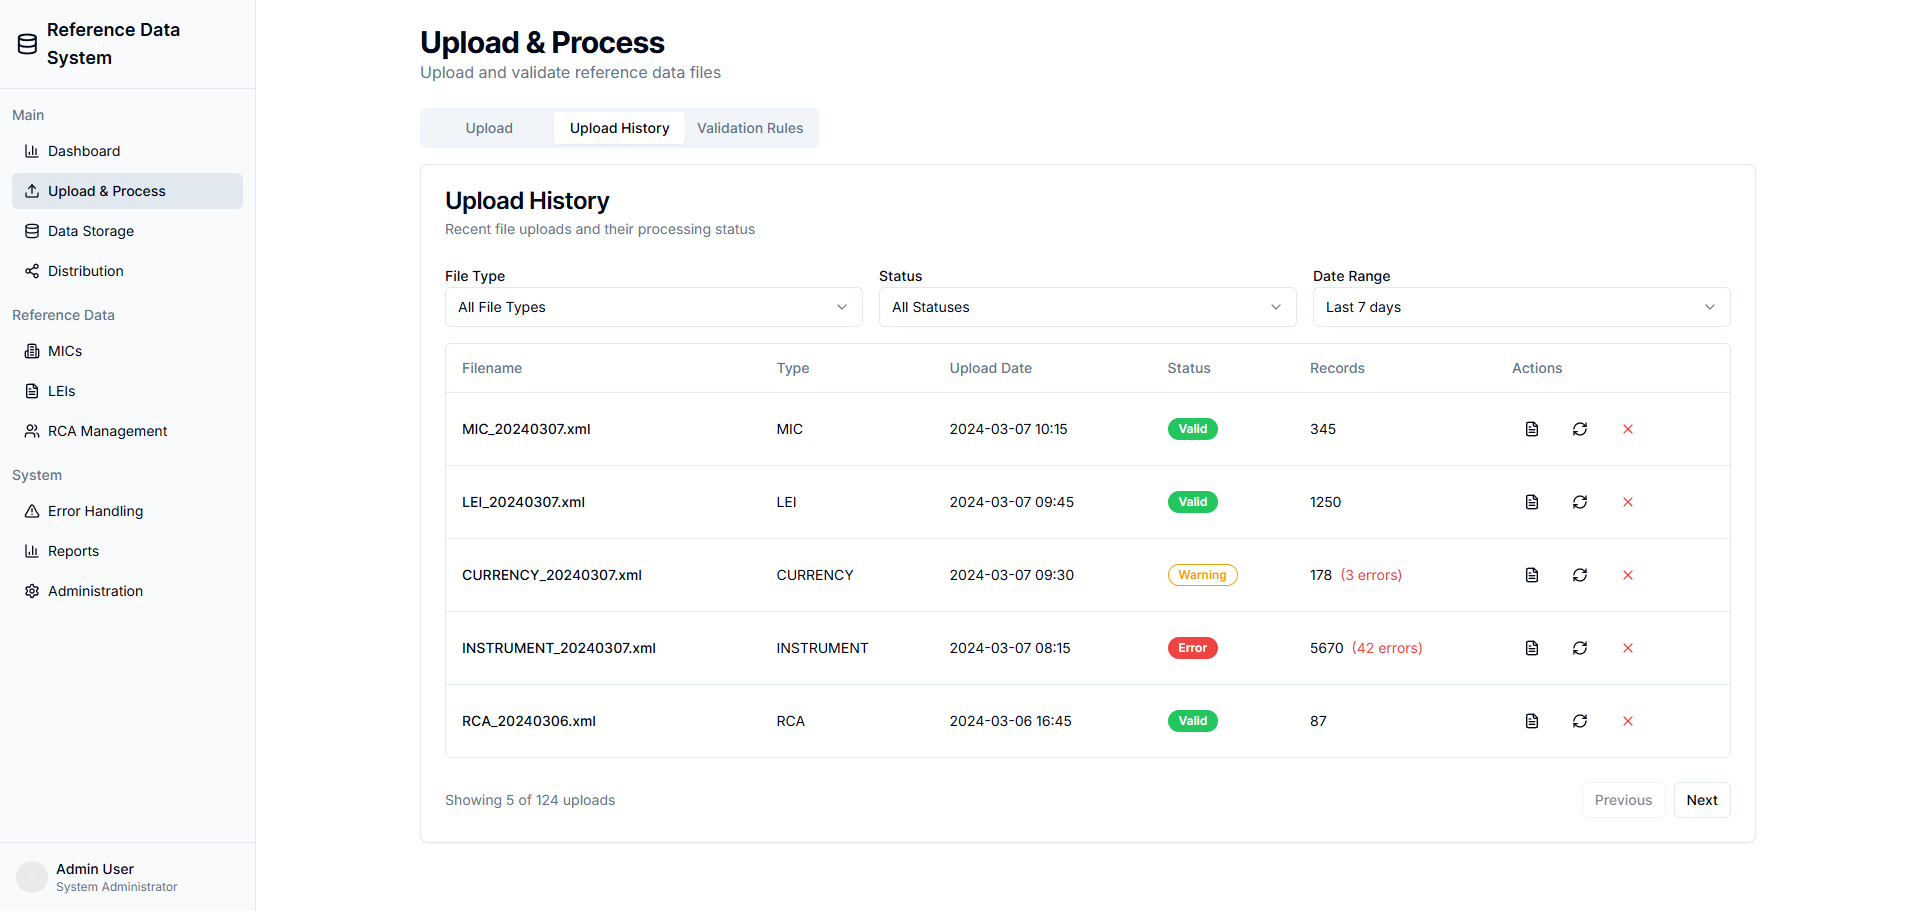 Reference Data
System
Main
Dashboard
Upload & Process
Data Storage
Distribution
Reference Data
MICs
LEIs
RCA Management
System
Error Handling
Reports
Administration
Admin User
System Administrator
Upload & Process
Upload and validate reference data files
Upload Upload History Validation Rules
Upload History
Recent file uploads and their processing status
File Type Status Date Range
All File Types All Statuses Last 7 days
Filename Type Upload Date Status Records Actions
MIC_20240307.xml MIC 2024-03-07 10:15 Valid 345
LEI_20240307.xml LEI 2024-03-07 09:45 Valid 1250
CURRENCY_20240307.xml CURRENCY 2024-03-07 09:30 Warning 178 (3 errors)
INSTRUMENT_20240307.xml INSTRUMENT 2024-03-07 08:15 Error 5670 (42 errors)
RCA_20240306.xml RCA 2024-03-06 16:45 Valid 87
Showing 5 of 124 uploads Previous Next